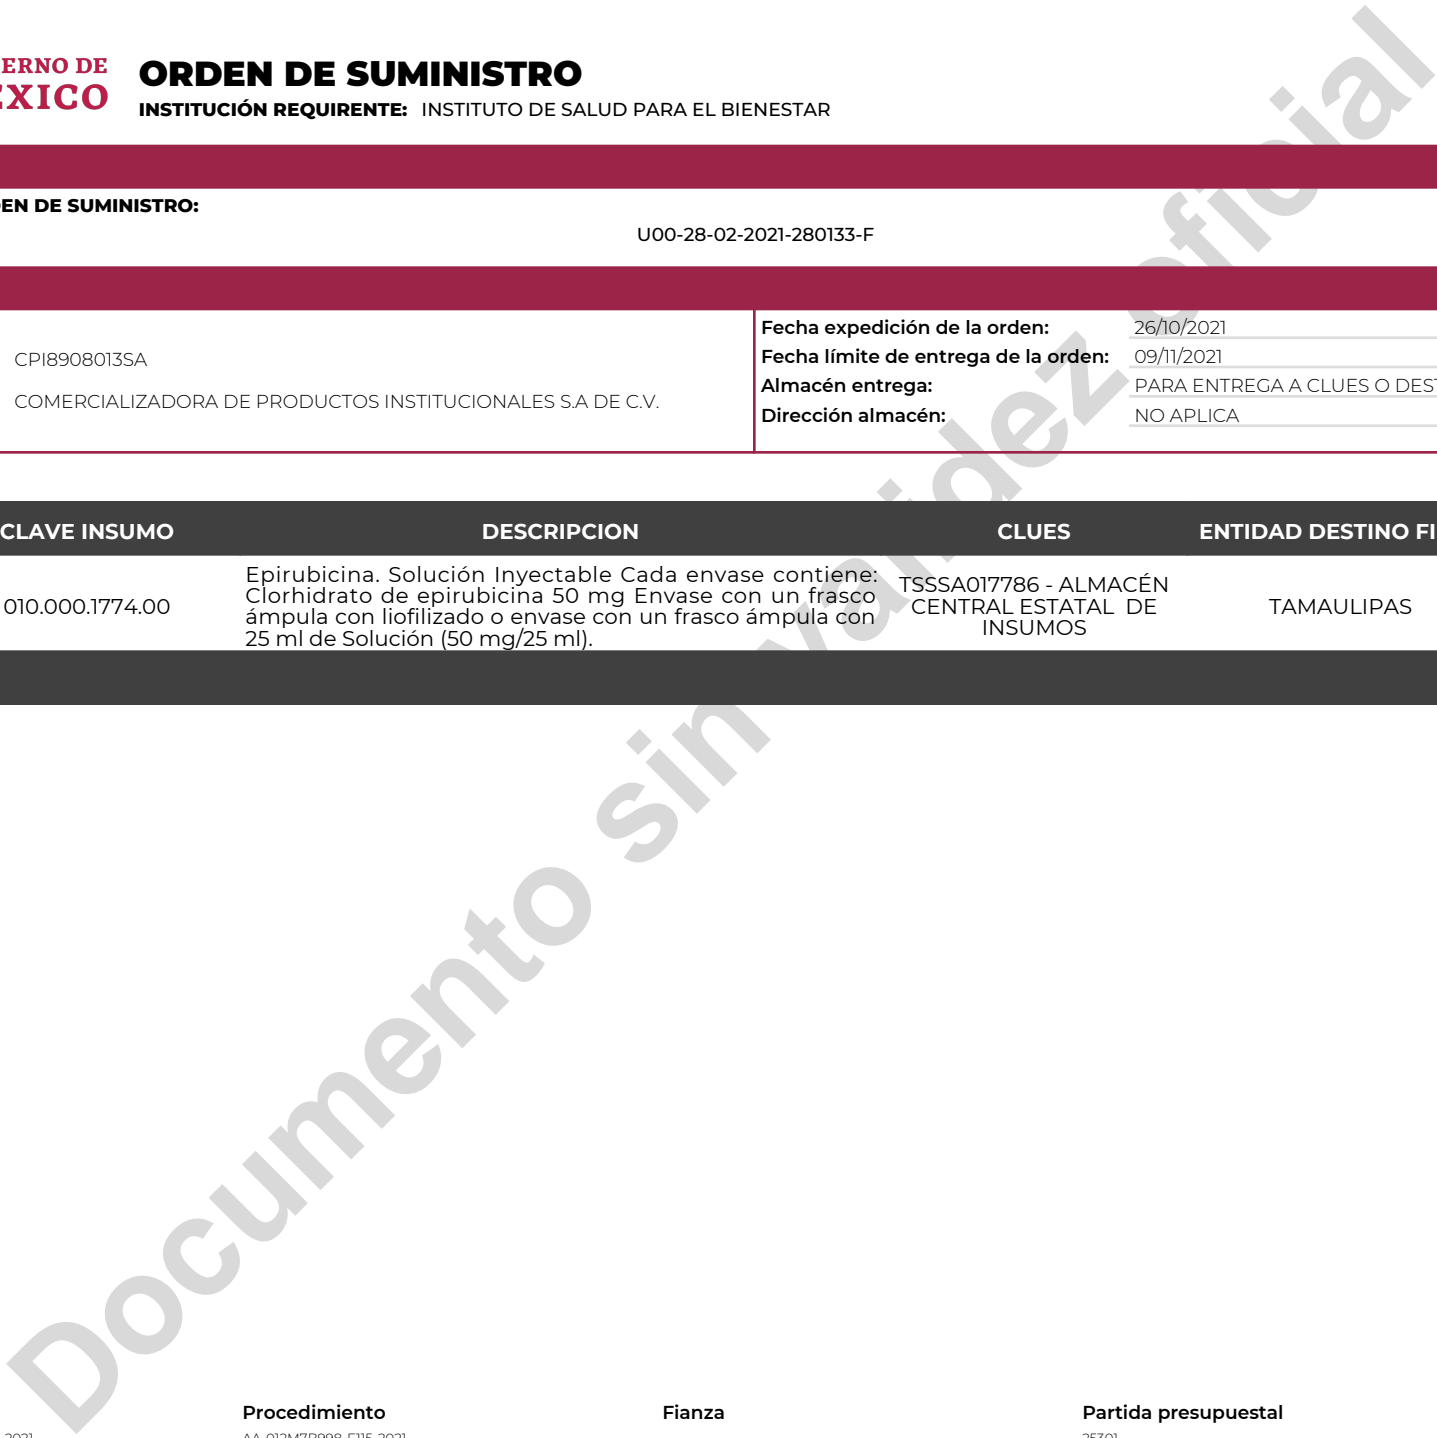 ERNO DE
EXICO
ORDEN DE SUMINISTRO
INSTITUCIÓN REQUIRENTE: INSTITUTO DE SALUD PARA EL BIENESTAR
EN DE SUMINISTRO:
U00-28-02-2021-280133-F
CPI8908013SA
COMERCIALIZADORA DE PRODUCTOS INSTITUCIONALES S.A DE C.V.
Fecha expedición de la orden: 26/10/2021
Fecha límite de entrega de la orden: 09/11/2021
Almacén entrega: PARA ENTREGA A CLUES O DEST
Dirección almacén: NO APLICA
CLAVE INSUMO DESCRIPCION CLUES ENTIDAD DESTINO FI
010.000.1774.00
Epirubicina. Solución Inyectable Cada envase contiene:
Clorhidrato de epirubicina 50 mg Envase con un frasco
ámpula con liofilizado o envase con un frasco ámpula con
25 ml de Solución (50 mg/25 ml).
TSSSA017786 - ALMACÉN
CENTRAL ESTATAL DE
INSUMOS
TAMAULIPAS
Documento sin validez oficial
Procedimiento Fianza Partida presupuestal